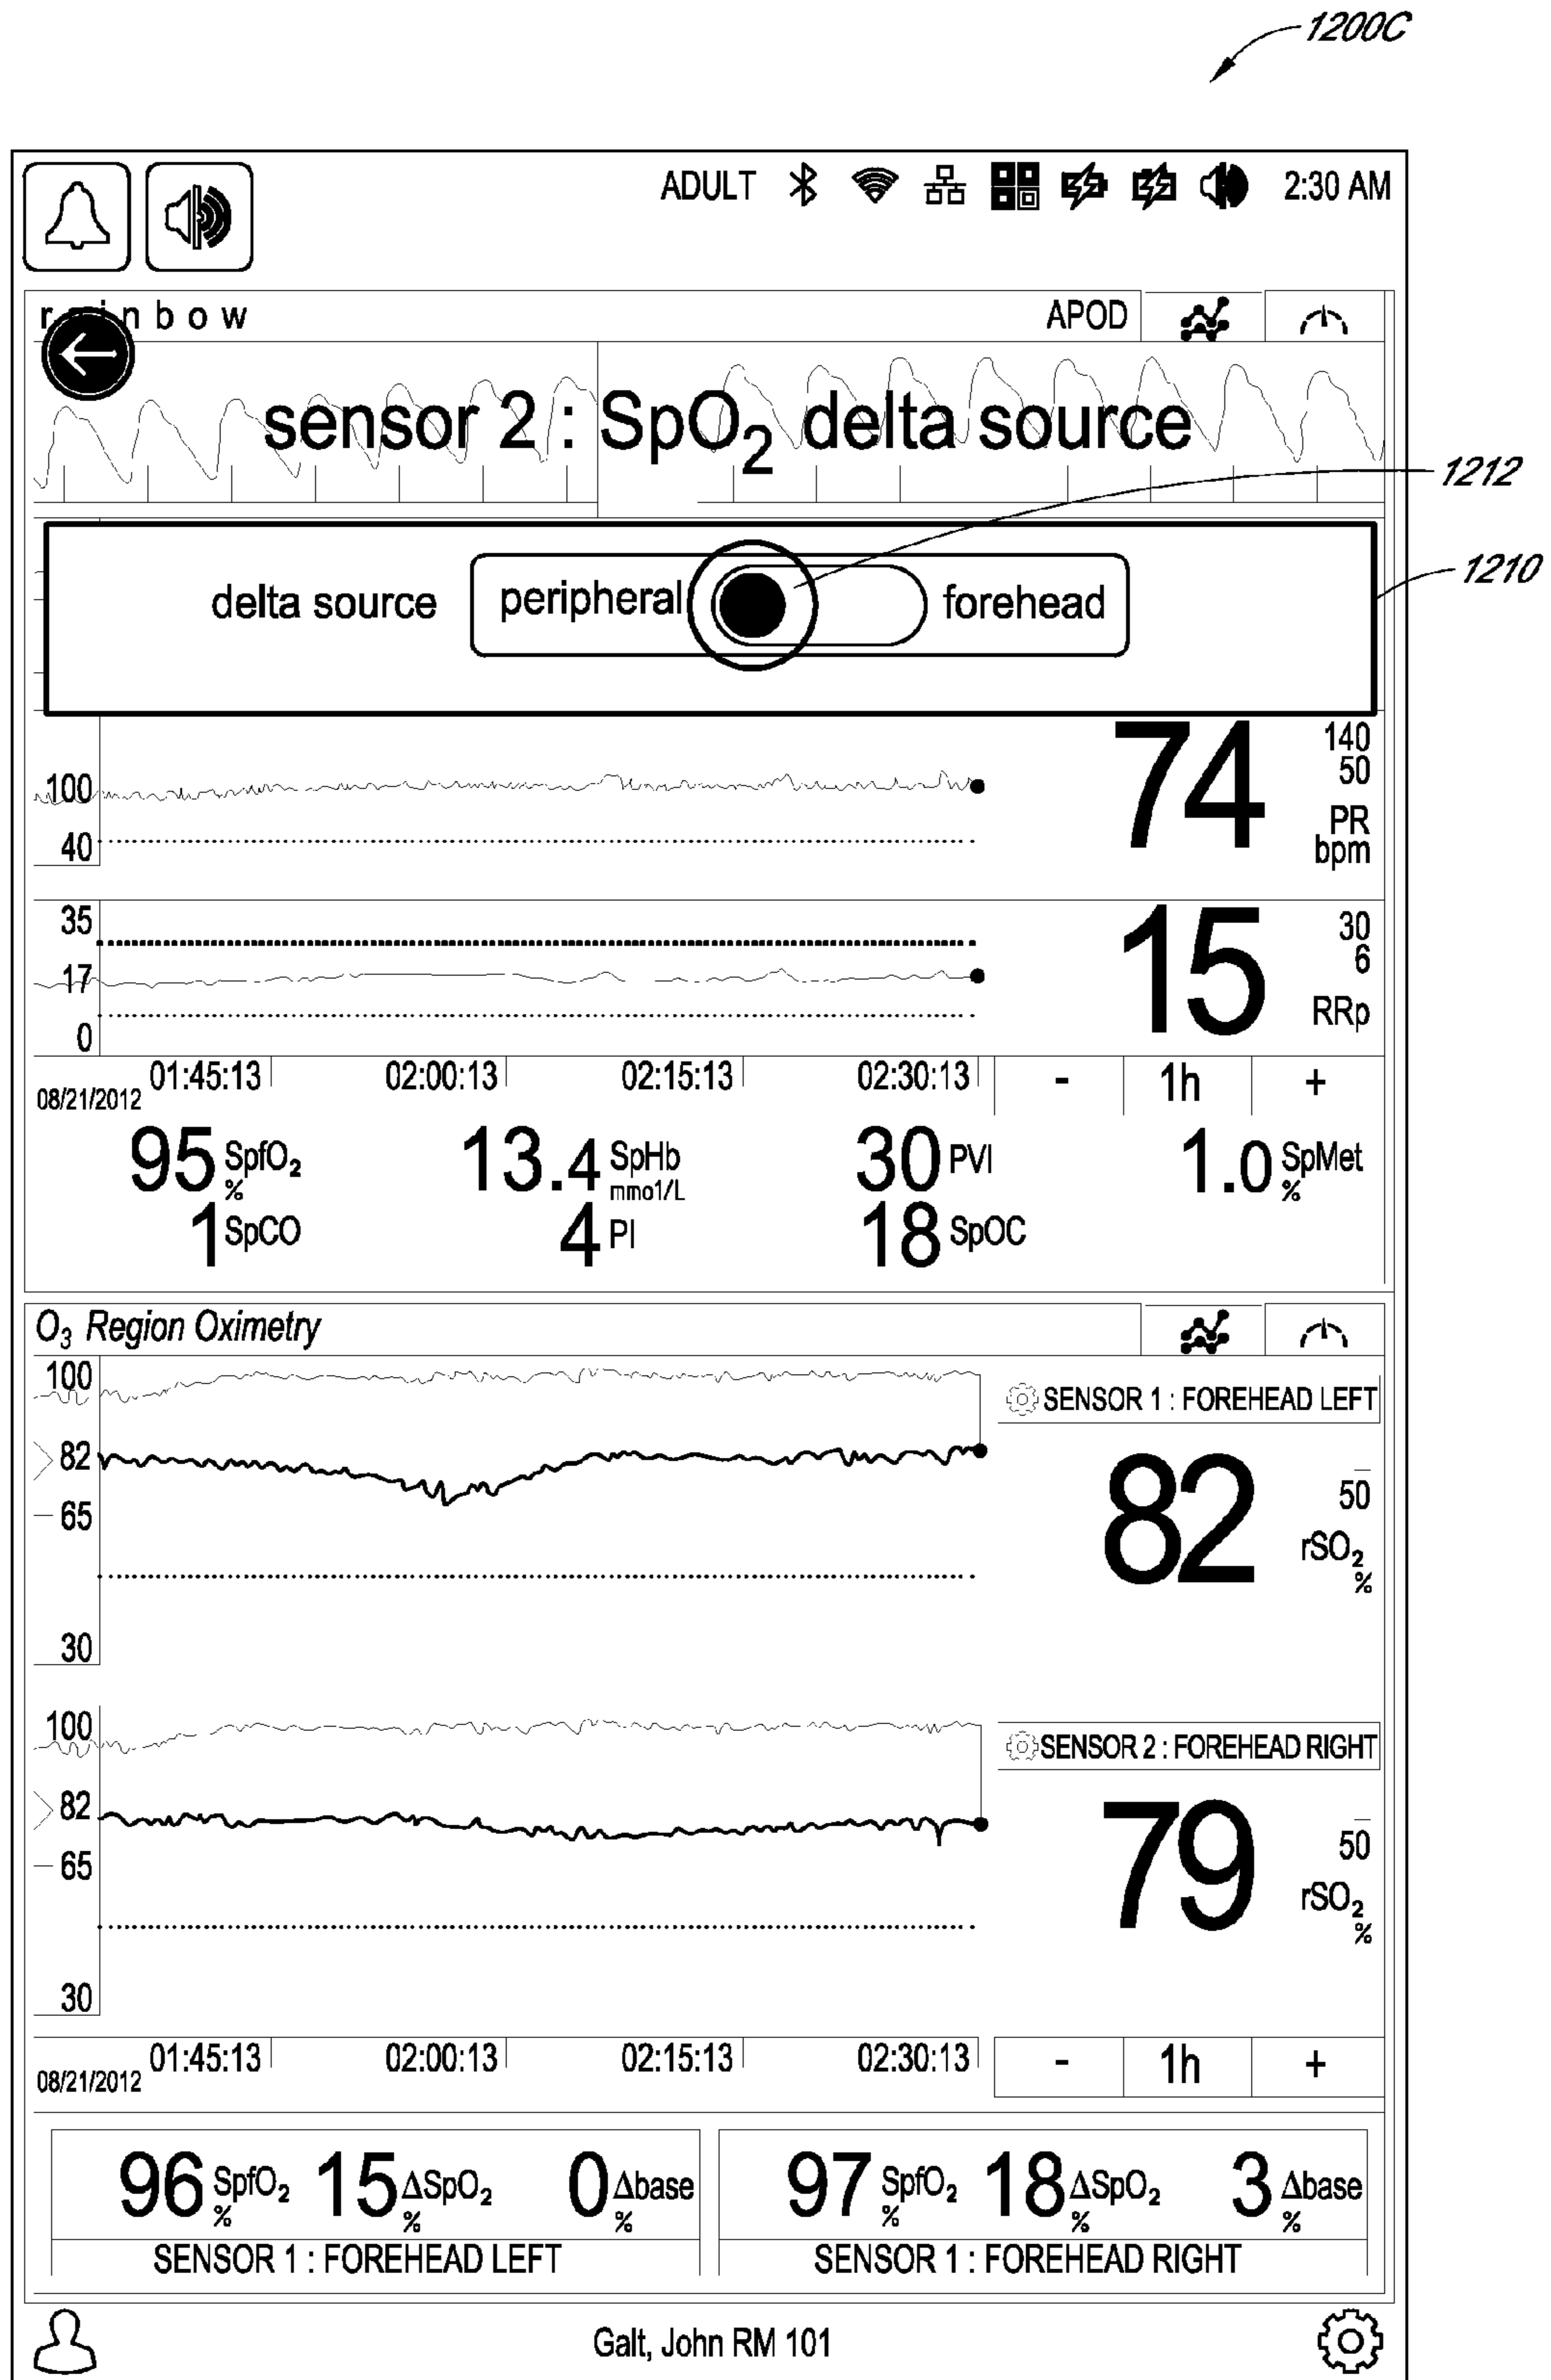 1200C
ADULT 2:30 AM
r inbow APOD
sensor 2 : SpO₂ delta source
1212
1210
delta source peripheral forehead
74
140
50
PR
bpm
100
40
15
30
6
RRp
35
17
0
08/21/2012 01:45:13 02:00:13 02:15:13 02:30:13 - 1h +
95 SpfO₂ % 13.4 SpHb mmo1/L 30 PVI 1.0 SpMet %
1 SpCO 4 PI 18 SpOC
O₃ Region Oximetry
100
82
65
30
SENSOR 1 : FOREHEAD LEFT
82
50
rSO₂
%
100
82
65
30
SENSOR 2 : FOREHEAD RIGHT
79
50
rSO₂
%
08/21/2012 01:45:13 02:00:13 02:15:13 02:30:13 - 1h +
96 SpfO₂ % 15 ΔSpO₂ % 0 Δbase %
SENSOR 1 : FOREHEAD LEFT
97 SpfO₂ % 18 ΔSpO₂ % 3 Δbase %
SENSOR 1 : FOREHEAD RIGHT
Galt, John RM 101